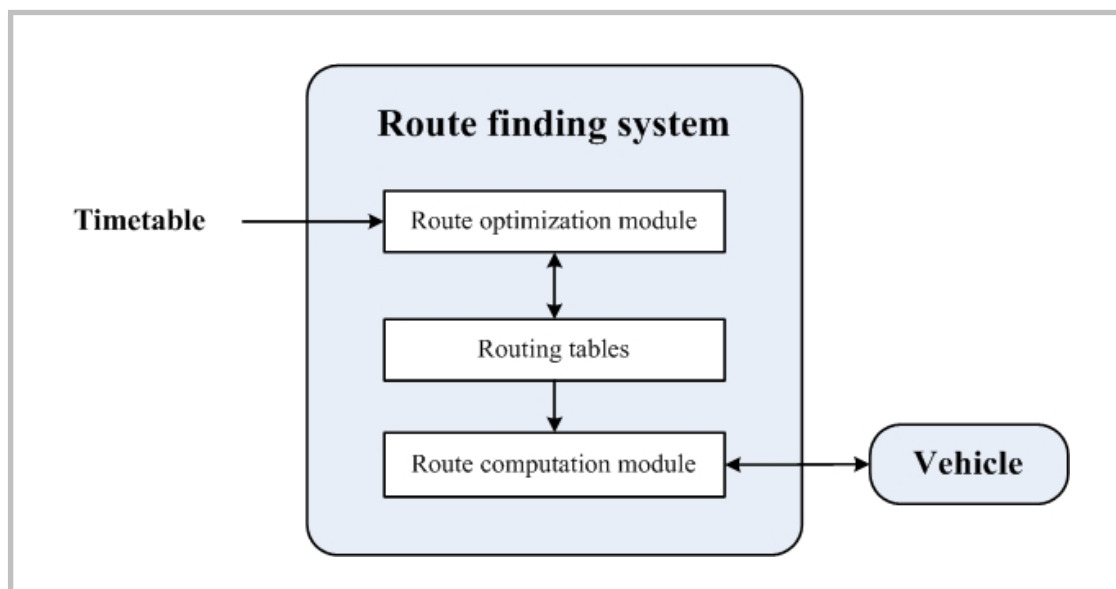 Route finding system
Timetable
Route optimization module
Routing tables
Route computation module
Vehicle